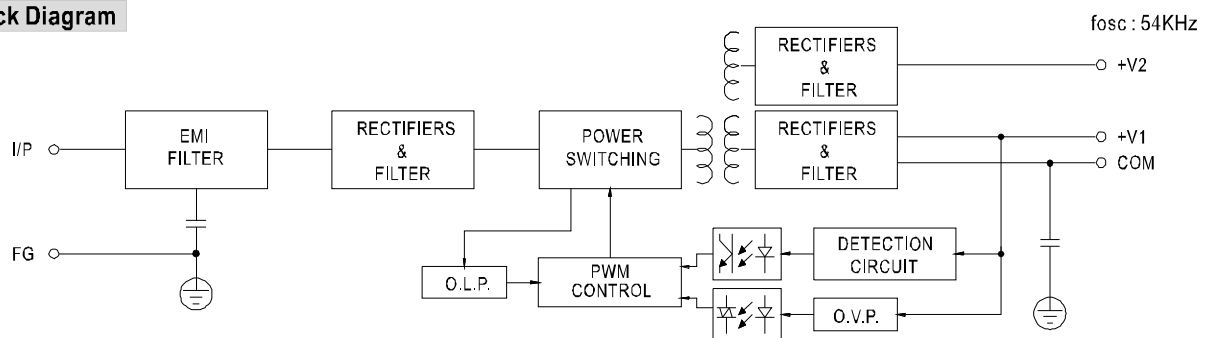 ck Diagram
fosc : 54KHz
RECTIFIERS
&
FILTER
+V2
I/P
EMI
FILTER
RECTIFIERS
&
FILTER
POWER
SWITCHING
RECTIFIERS
&
FILTER
+V1
COM
FG
O.L.P.
PWM
CONTROL
DETECTION
CIRCUIT
O.V.P.